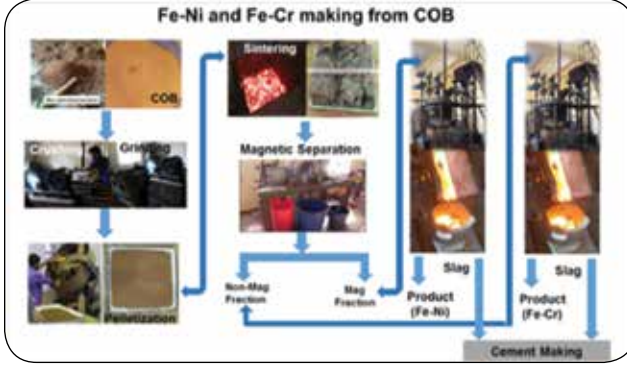 Fe-Ni and Fe-Cr making from COB
COB
Crushing
Grinding
Pelletization
Sintering
Magnetic Separation
Non-Mag
Fraction
Mag
Fraction
Slag
Product
(Fe-Ni)
Slag
Product
(Fe-Cr)
Cement Making